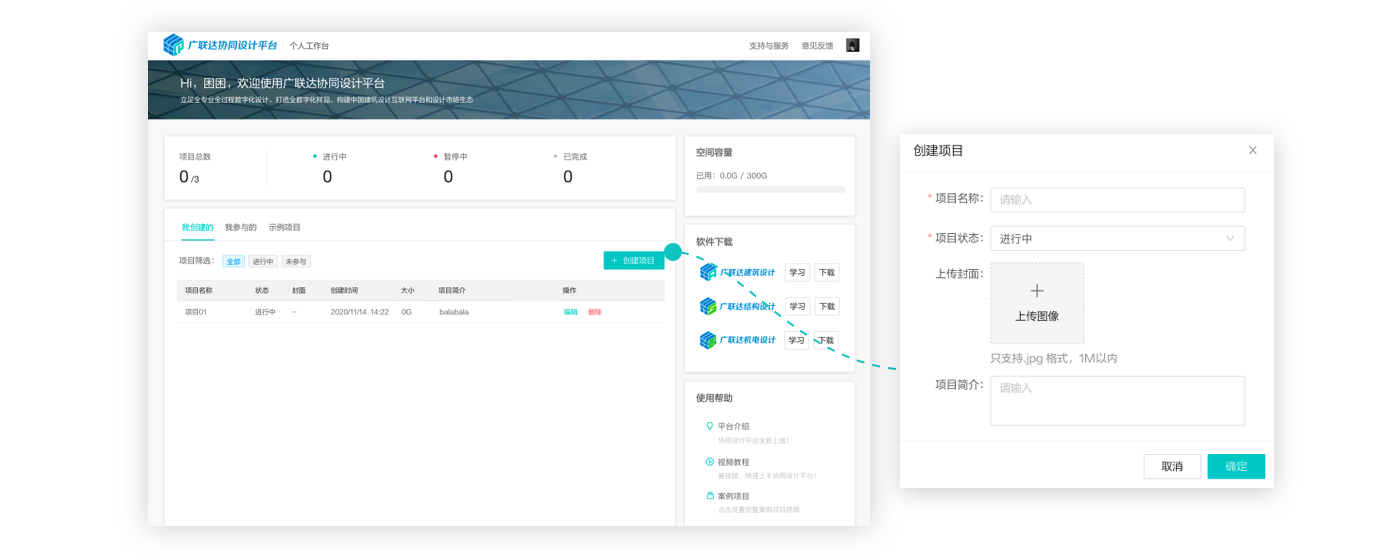 广联达协同设计平台 个人工作台 支持与服务 意见反馈
Hi，困困，欢迎使用广联达协同设计平台
立足全专业全过程数字化设计，打造全数字化样品，构建中国建筑设计互联网平台和设计市场生态
项目总数 进行中 暂停中 已完成
0 /3 0 0 0
空间容量
已用：0.0G / 300G
我创建的 我参与的 示例项目
项目筛选： 全部 进行中 未参与 + 创建项目
项目名称 状态 封面 创建时间 大小 项目简介 操作
项目01 进行中 - 2020/11/14 14:22 0G balabala 编辑 删除
软件下载
广联达建筑设计 学习 下载
广联达结构设计 学习 下载
广联达机电设计 学习 下载
使用帮助
平台介绍
协同设计平台全新上线！
视频教程
看视频，快速上手协同设计平台！
案例项目
点击观看完整案例项目视频
创建项目 X
* 项目名称： 请输入
* 项目状态： 进行中
上传封面： +
上传图像
只支持.jpg 格式，1M以内
项目简介： 请输入
取消 确定